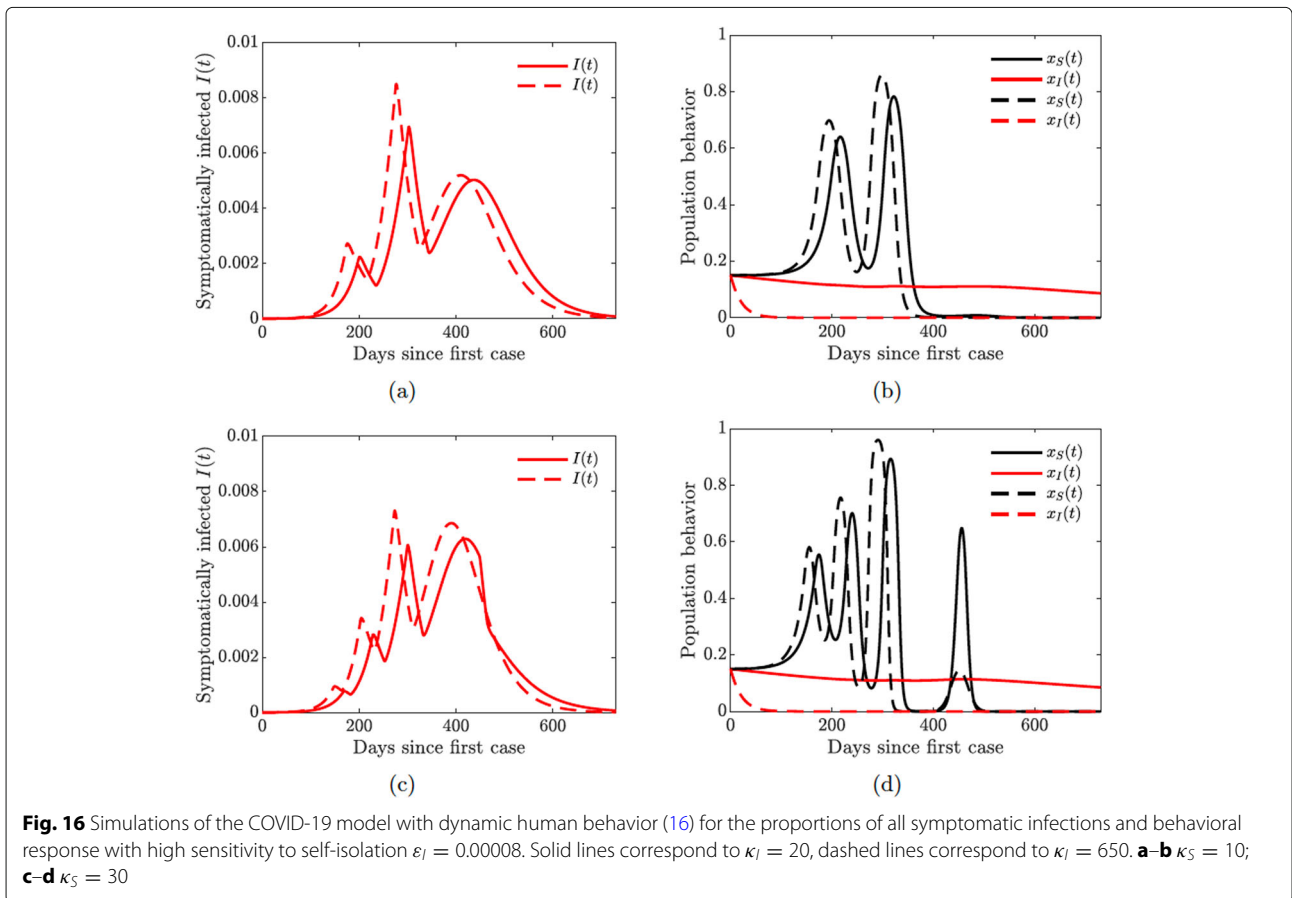 0.01
0.008
0.006
0.004
0.002
0
Symptomatically infected I(t)
I(t)
I(t)
0 200 400 600
Days since first case
(a)
1
0.8
0.6
0.4
0.2
0
Population behavior
x_S(t)
x_I(t)
x_S(t)
x_I(t)
0 200 400 600
Days since first case
(b)
0.01
0.008
0.006
0.004
0.002
0
Symptomatically infected I(t)
I(t)
I(t)
0 200 400 600
Days since first case
(c)
1
0.8
0.6
0.4
0.2
0
Population behavior
x_S(t)
x_I(t)
x_S(t)
x_I(t)
0 200 400 600
Days since first case
(d)
Fig. 16 Simulations of the COVID-19 model with dynamic human behavior (16) for the proportions of all symptomatic infections and behavioral
response with high sensitivity to self-isolation ε_I = 0.00008. Solid lines correspond to κ_I = 20, dashed lines correspond to κ_I = 650. a–b κ_S = 10;
c–d κ_S = 30